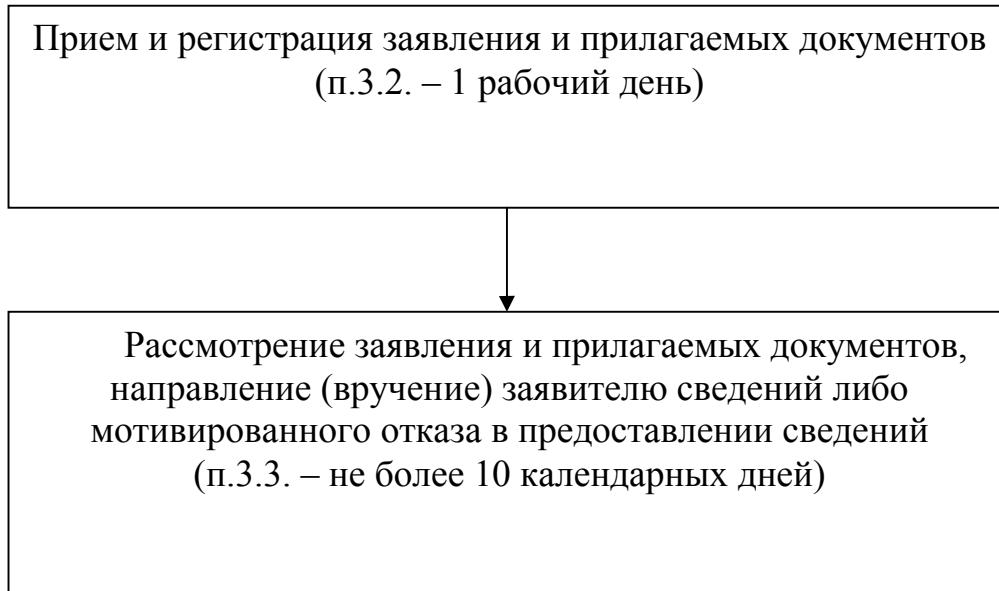 Прием и регистрация заявления и прилагаемых документов
(п.3.2. – 1 рабочий день)
Рассмотрение заявления и прилагаемых документов,
направление (вручение) заявителю сведений либо
мотивированного отказа в предоставлении сведений
(п.3.3. – не более 10 календарных дней)